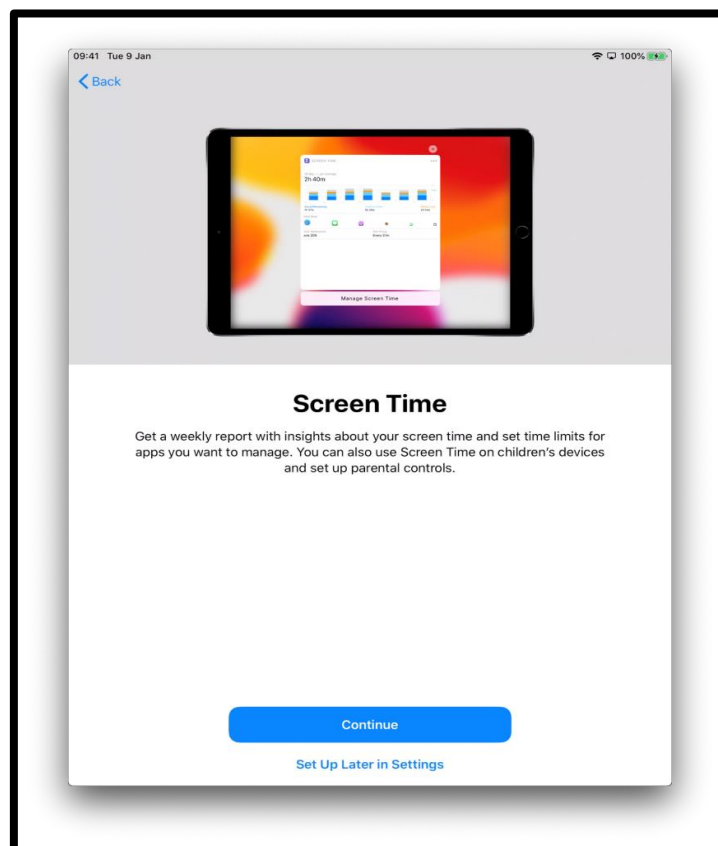 09:41 Tue 9 Jan
100%
Back
SCREEN TIME
2h 40m
Manage Screen Time
Screen Time
Get a weekly report with insights about your screen time and set time limits for
apps you want to manage. You can also use Screen Time on children’s devices
and set up parental controls.
Continue
Set Up Later in Settings